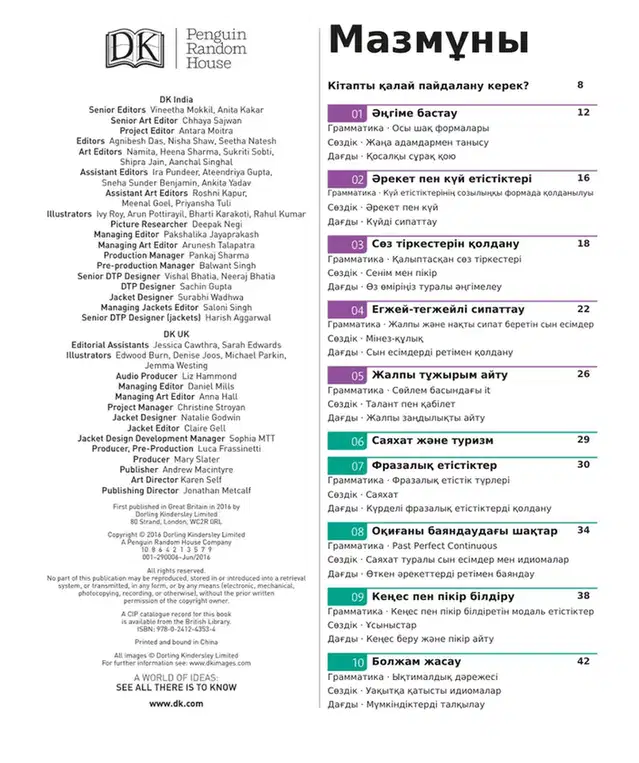 DK
Penguin
Random
House
DK India
Senior Editors Vineetha Mokkil, Anita Kakar
Senior Art Editor Chhaya Sajwan
Project Editor Antara Moitra
Editors Agnibesh Das, Nisha Shaw, Seetha Natesh
Art Editors Namita, Heena Sharma, Sukriti Sobti,
Shipra Jain, Aanchal Singhal
Assistant Editors Ira Pundeer, Ateendriya Gupta,
Sneha Sunder Benjamin, Ankita Yadav
Assistant Art Editors Roshni Kapur,
Meenal Goel, Priyansha Tuli
Illustrators Ivy Roy, Arun Pottirayil, Bharti Karakoti, Rahul Kumar
Picture Researcher Deepak Negi
Managing Editor Pakshalika Jayaprakash
Managing Art Editor Arunesh Talapatra
Production Manager Pankaj Sharma
Pre-production Manager Balwant Singh
Senior DTP Designer Vishal Bhatia, Neeraj Bhatia
DTP Designer Sachin Gupta
Jacket Designer Surabhi Wadhwa
Managing Jackets Editor Saloni Singh
Senior DTP Designer (jackets) Harish Aggarwal
DK UK
Editorial Assistants Jessica Cawthra, Sarah Edwards
Illustrators Edwood Burn, Denise Joos, Michael Parkin,
Jemma Westing
Audio Producer Liz Hammond
Managing Editor Daniel Mills
Managing Art Editor Anna Hall
Project Manager Christine Stroyan
Jacket Designer Natalie Godwin
Jacket Editor Claire Gell
Jacket Design Development Manager Sophia MTT
Producer, Pre-Production Luca Frassinetti
Producer Mary Slater
Publisher Andrew Macintyre
Art Director Karen Self
Publishing Director Jonathan Metcalf
First published in Great Britain in 2016 by
Dorling Kindersley Limited
80 Strand, London, WC2R 0RL
Copyright © 2016 Dorling Kindersley Limited
A Penguin Random House Company
10 8 6 4 2 1 3 5 7 9
001–290004–Jun/2016
All rights reserved.
No part of this publication may be reproduced, stored in or introduced into a retrieval
system, or transmitted, in any form, or by any means (electronic, mechanical,
photocopying, recording, or otherwise), without the prior written
permission of the copyright owner.
A CIP catalogue record for this book
is available from the British Library.
ISBN: 978-0-2412-4353-4
Printed and bound in China
All images © Dorling Kindersley Limited
For further information see: www.dkimages.com
A WORLD OF IDEAS:
SEE ALL THERE IS TO KNOW
www.dk.com
Мазмұны
Кітапты қалай пайдалану керек? 8
01 Әңгіме бастау 12
Грамматика · Осы шақ формалары
Сөздік · Жаңа адамдармен танысу
Дағды · Қосалқы сұрақ қою
02 Әрекет пен күй етістіктері 16
Грамматика · Күй етістіктерінің созылыңқы формада қолданылуы
Сөздік · Әрекет пен күй
Дағды · Күйді сипаттау
03 Сөз тіркестерін қолдану 18
Грамматика · Қалыптасқан сөз тіркестері
Сөздік · Сенім мен пікір
Дағды · Өз өміріңіз туралы әңгімелеу
04 Егжей-тегжейлі сипаттау 22
Грамматика · Жалпы және нақты сипат беретін сын есімдер
Сөздік · Мінез-құлық
Дағды · Сын есімдерді ретімен қолдану
05 Жалпы тұжырым айту 26
Грамматика · Сөйлем басындағы it
Сөздік · Талант пен қабілет
Дағды · Жалпы заңдылықты айту
06 Саяхат және туризм 29
07 Фразалық етістіктер 30
Грамматика · Фразалық етістік түрлері
Сөздік · Саяхат
Дағды · Күрделі фразалық етістіктерді қолдану
08 Оқиғаны баяндаудағы шақтар 34
Грамматика · Past Perfect Continuous
Сөздік · Саяхат туралы сын есімдер мен идиомалар
Дағды · Өткен әрекеттерді ретімен баяндау
09 Кеңес пен пікір білдіру 38
Грамматика · Кеңес пен пікір білдіретін модаль етістіктер
Сөздік · Ұсыныстар
Дағды · Кеңес беру және пікір айту
10 Болжам жасау 42
Грамматика · Ықтималдық дәрежесі
Сөздік · Уақытқа қатысты идиомалар
Дағды · Мүмкіндіктерді талқылау